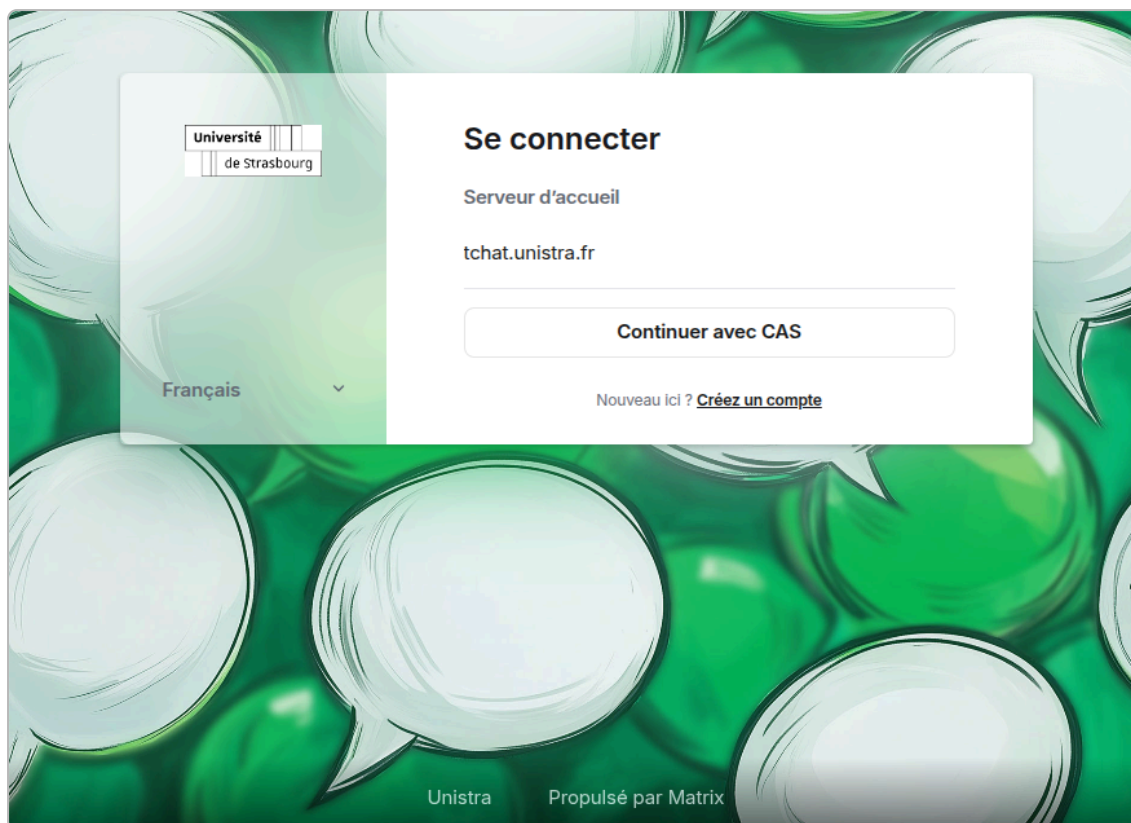 Université
de Strasbourg
Français
Se connecter
Serveur d’accueil
tchat.unistra.fr
Continuer avec CAS
Nouveau ici ? Créez un compte
Unistra
Propulsé par Matrix